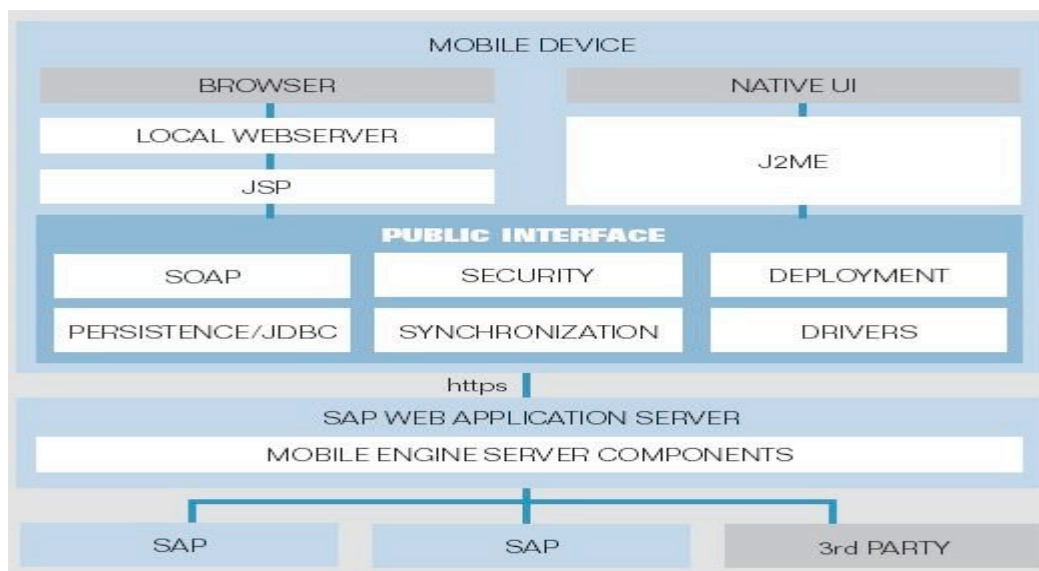 MOBILE DEVICE
BROWSER
NATIVE UI
LOCAL WEBSERVER
J2ME
JSP
PUBLIC INTERFACE
SOAP
SECURITY
DEPLOYMENT
PERSISTENCE/JDBC
SYNCHRONIZATION
DRIVERS
https
SAP WEB APPLICATION SERVER
MOBILE ENGINE SERVER COMPONENTS
SAP
SAP
3rd PARTY